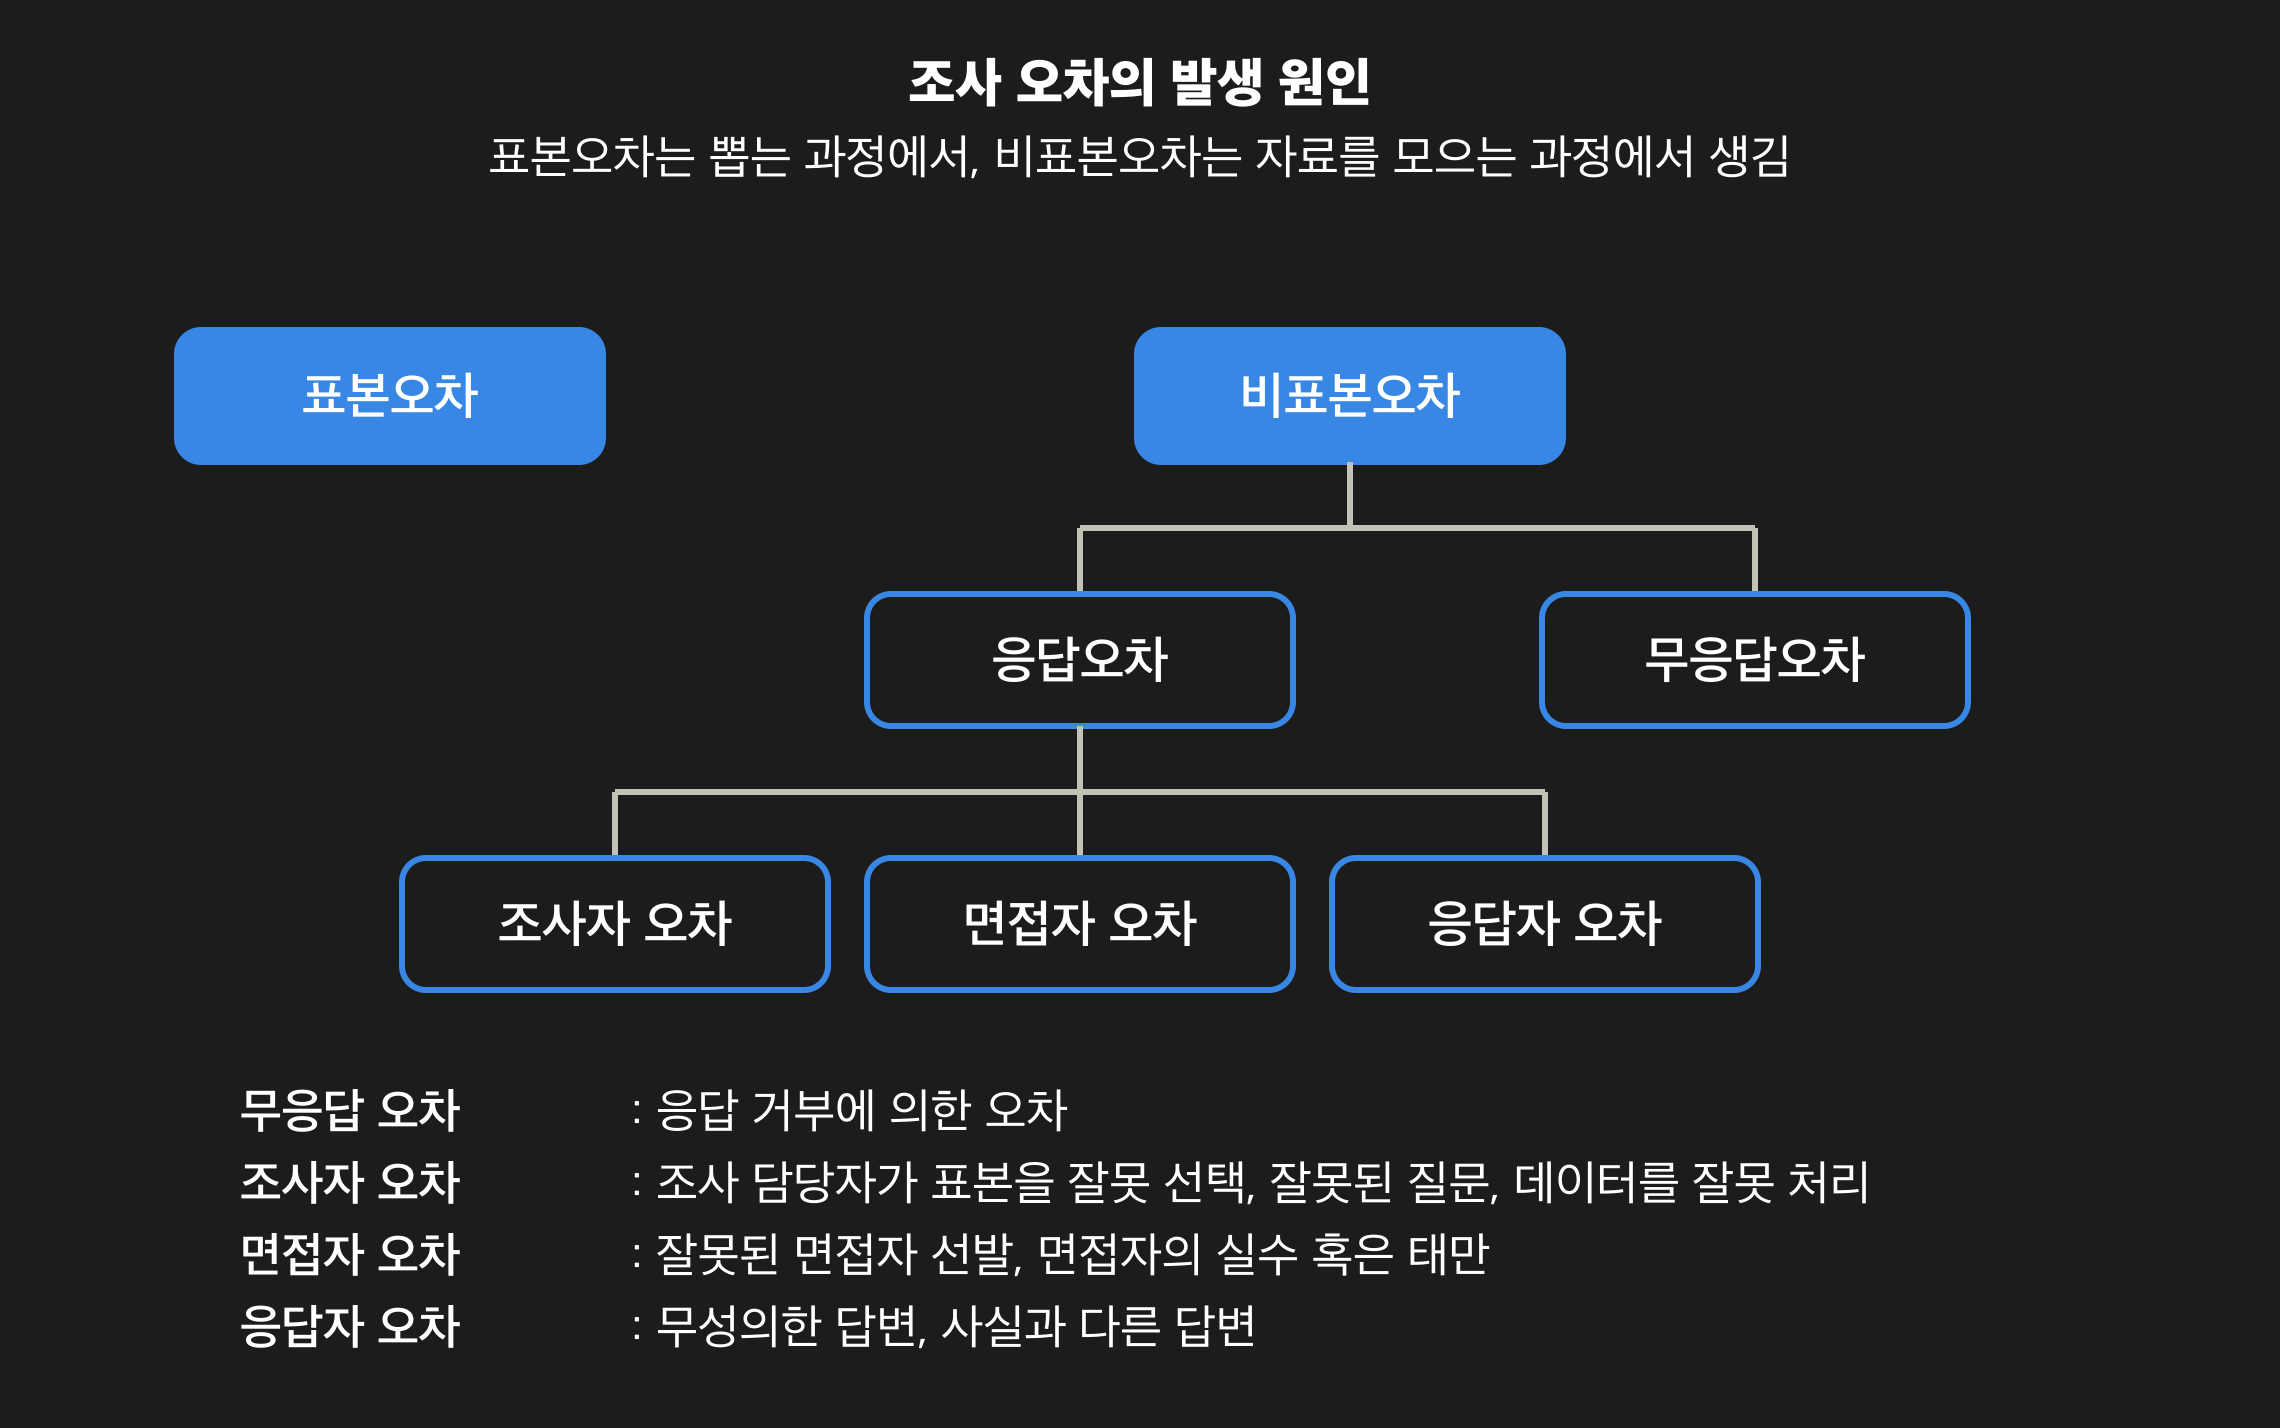 조사 오차의 발생 원인
표본오차는 뽑는 과정에서, 비표본오차는 자료를 모으는 과정에서 생김
표본오차 비표본오차
응답오차 무응답오차
조사자 오차 면접자 오차 응답자 오차
무응답 오차 : 응답 거부에 의한 오차
조사자 오차 : 조사 담당자가 표본을 잘못 선택, 잘못된 질문, 데이터를 잘못 처리
면접자 오차 : 잘못된 면접자 선발, 면접자의 실수 혹은 태만
응답자 오차 : 무성의한 답변, 사실과 다른 답변